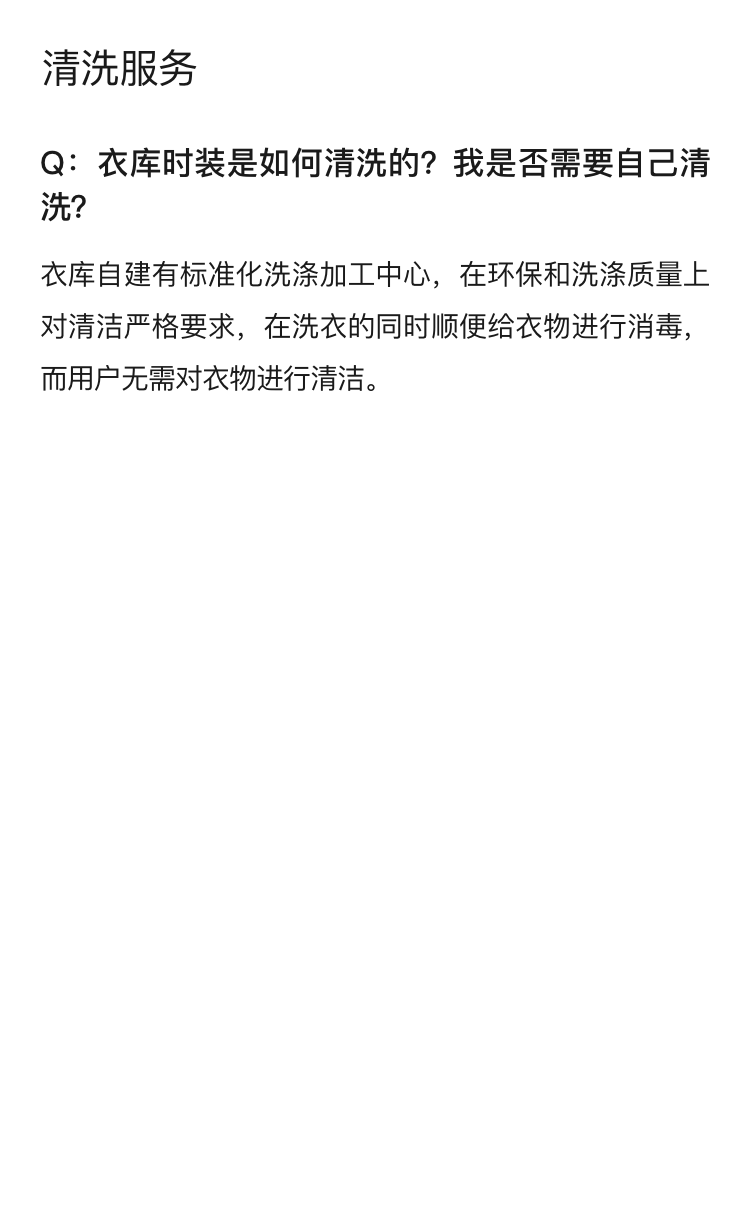 清洗服务
Q：衣库时装是如何清洗的？我是否需要自己清
洗？
衣库自建有标准化洗涤加工中心，在环保和洗涤质量上
对清洁严格要求，在洗衣的同时顺便给衣物进行消毒，
而用户无需对衣物进行清洁。